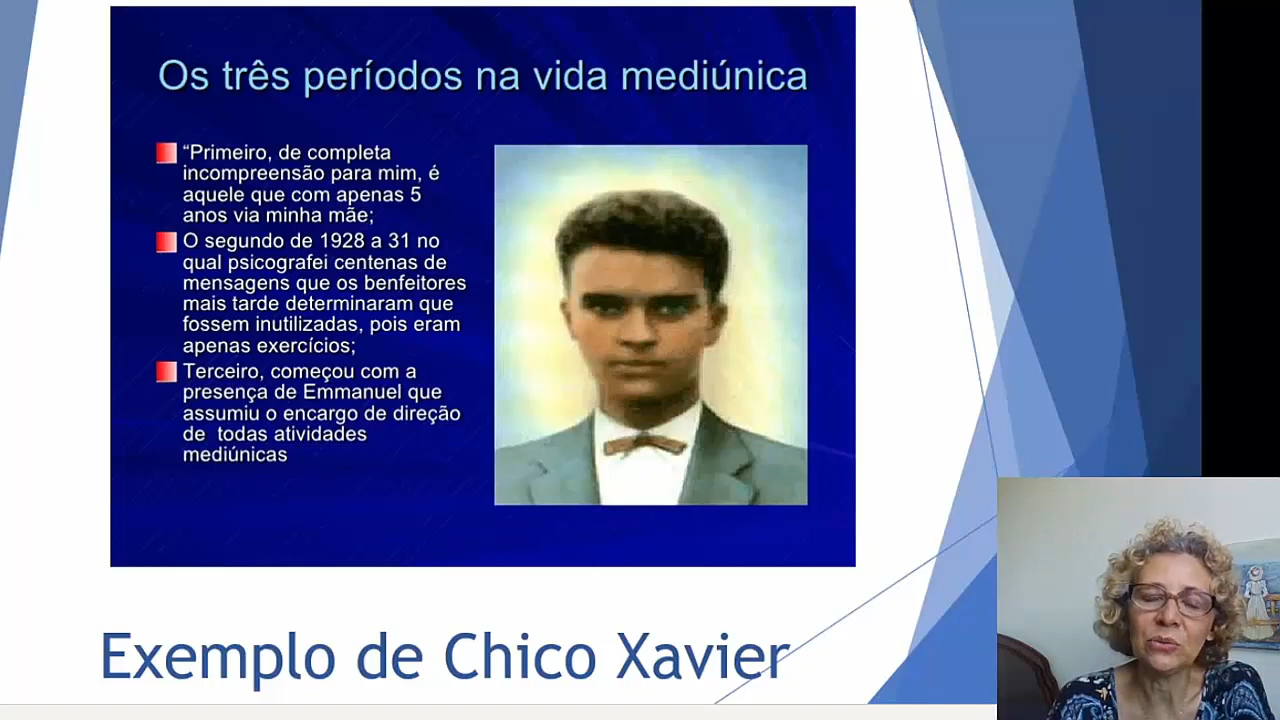 Os três períodos na vida mediúnica
“Primeiro, de completa
incompreensão para mim, é
aquele que com apenas 5
anos via minha mãe;
O segundo de 1928 a 31 no
qual psicografei centenas de
mensagens que os benfeitores
mais tarde determinaram que
fossem inutilizadas, pois eram
apenas exercícios;
Terceiro, começou com a
presença de Emmanuel que
assumiu o encargo de direção
de todas atividades
mediúnicas
Exemplo de Chico Xavier